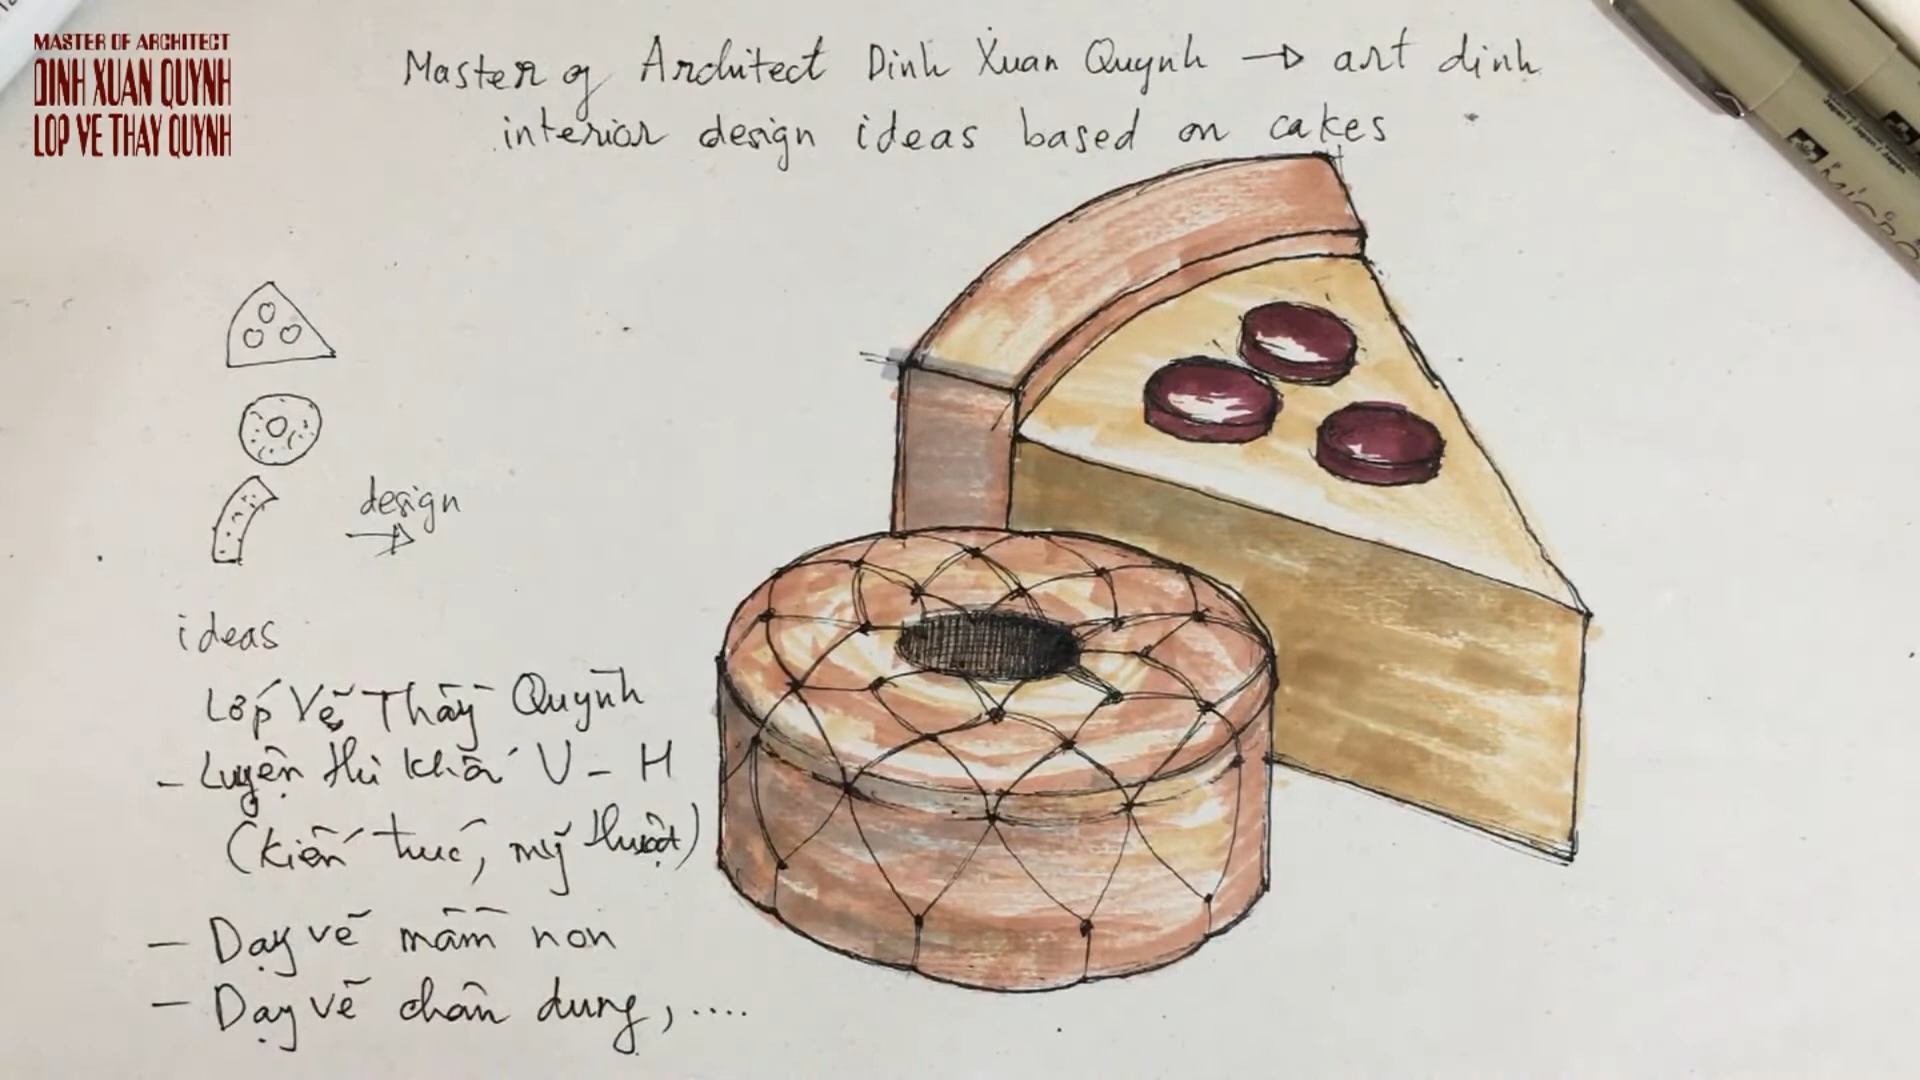 MASTER OF ARCHITECT
DINH XUAN QUYNH
LOP VE THAY QUYNH
Master of Architect Dinh Xuan Quynh → art dinh
interior design ideas based on cakes
design
→
ideas
Lớp Vẽ Thầy Quỳnh
- Luyện thi khối V - H
(kiến trúc, mỹ thuật)
- Dạy vẽ mầm non
- Dạy vẽ chân dung, ....